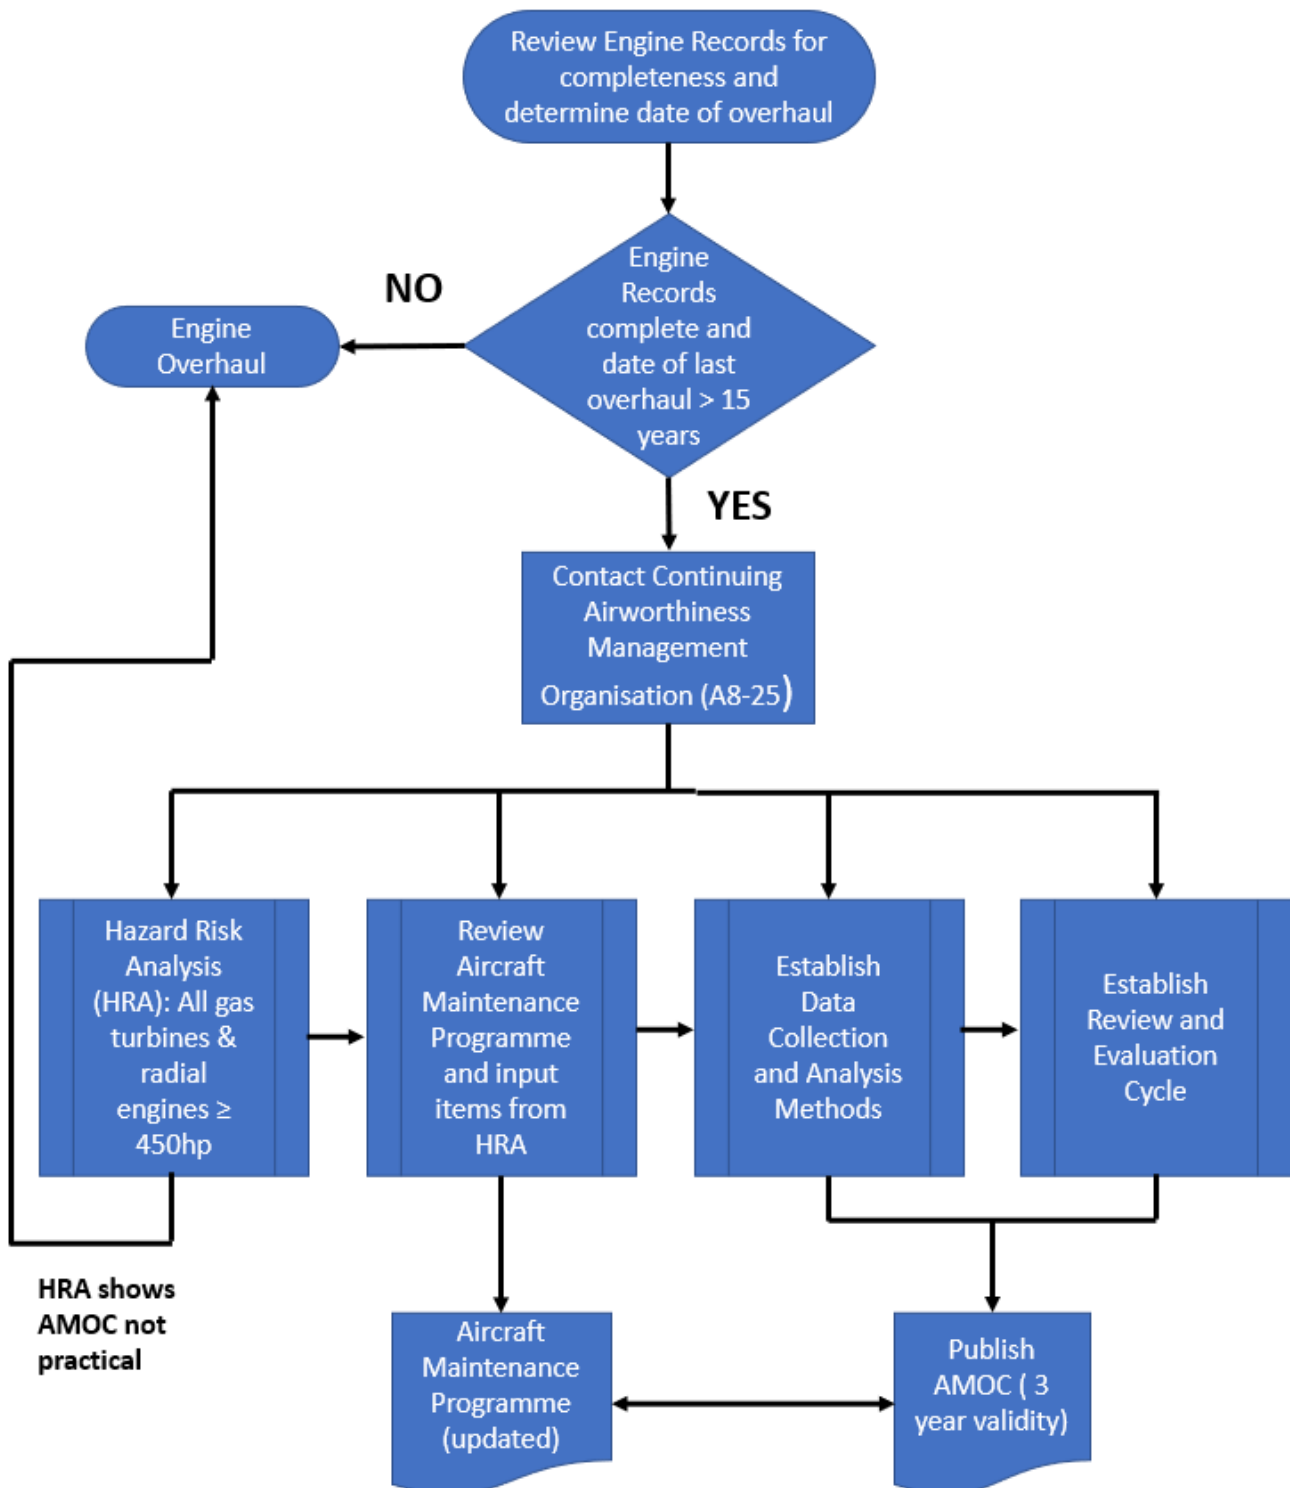 Review Engine Records for
completeness and
determine date of overhaul
NO
Engine
Overhaul
Engine
Records
complete and
date of last
overhaul > 15
years
YES
Contact Continuing
Airworthiness
Management
Organisation (A8-25)
Hazard Risk
Analysis
(HRA): All gas
turbines &
radial
engines ≥
450hp
Review
Aircraft
Maintenance
Programme
and input
items from
HRA
Establish
Data
Collection
and Analysis
Methods
Establish
Review and
Evaluation
Cycle
HRA shows
AMOC not
practical
Aircraft
Maintenance
Programme
(updated)
Publish
AMOC ( 3
year validity)